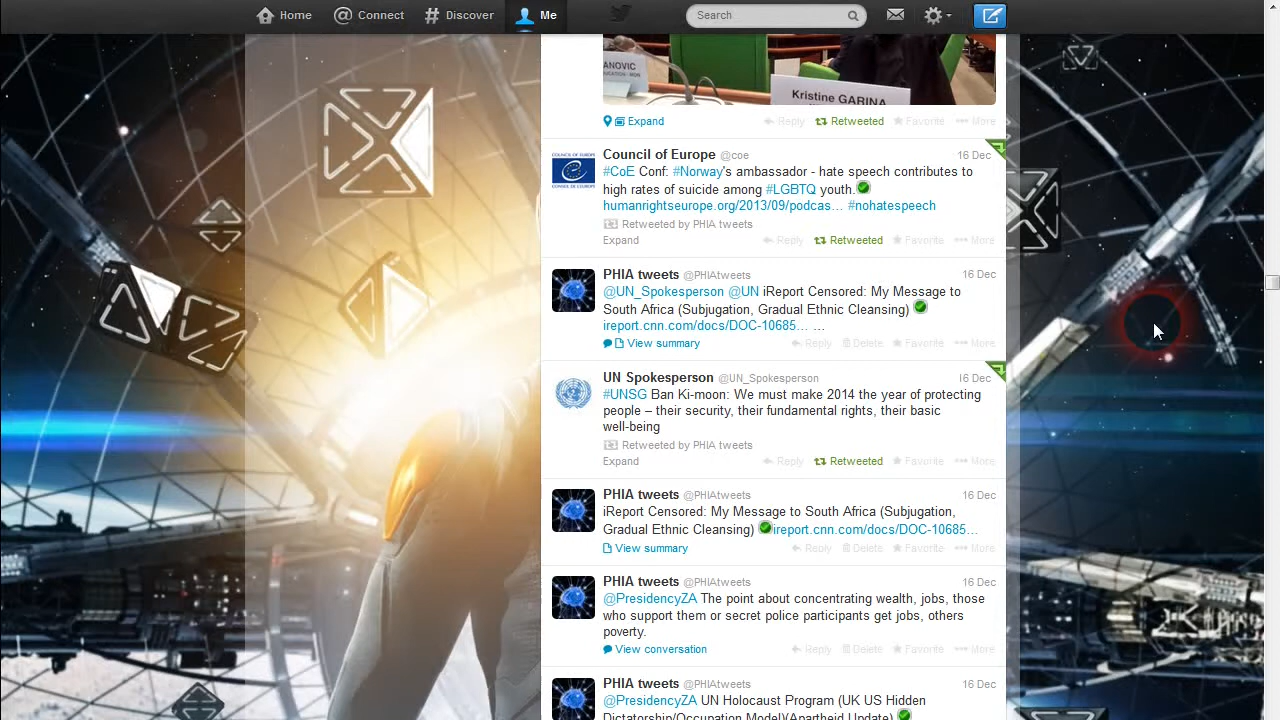 Home
Connect
Discover
Me
Search
ANOVIC
Kristine GARINA
Expand
Reply
Retweeted
Favorite
More
Council of Europe @coe
16 Dec
#CoE Conf: #Norway's ambassador - hate speech contributes to
high rates of suicide among #LGBTQ youth.
humanrightseurope.org/2013/09/podcas… #nohatespeech
Retweeted by PHIA tweets
Expand
Reply
Retweeted
Favorite
More
PHIA tweets @PHIAtweets
16 Dec
@UN_Spokesperson @UN iReport Censored: My Message to
South Africa (Subjugation, Gradual Ethnic Cleansing)
ireport.cnn.com/docs/DOC-10685… …
View summary
Reply
Delete
Favorite
More
UN Spokesperson @UN_Spokesperson
16 Dec
#UNSG Ban Ki-moon: We must make 2014 the year of protecting
people – their security, their fundamental rights, their basic
well-being
Retweeted by PHIA tweets
Expand
Reply
Retweeted
Favorite
More
PHIA tweets @PHIAtweets
16 Dec
iReport Censored: My Message to South Africa (Subjugation,
Gradual Ethnic Cleansing) ireport.cnn.com/docs/DOC-10685…
View summary
Reply
Delete
Favorite
More
PHIA tweets @PHIAtweets
16 Dec
@PresidencyZA The point about concentrating wealth, jobs, those
who support them or secret police participants get jobs, others
poverty.
View conversation
Reply
Delete
Favorite
More
PHIA tweets @PHIAtweets
16 Dec
@PresidencyZA UN Holocaust Program (UK US Hidden
Dictatorship/Occupation Model)(Apartheid Update)